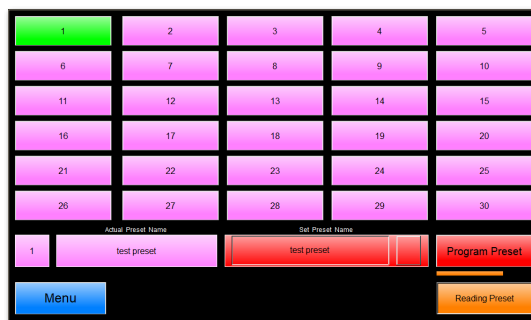 1 2 3 4 5
6 7 8 9 10
11 12 13 14 15
16 17 18 19 20
21 22 23 24 25
26 27 28 29 30
Actual Preset Name Set Preset Name
1 test preset test preset Program Preset
Menu Reading Preset